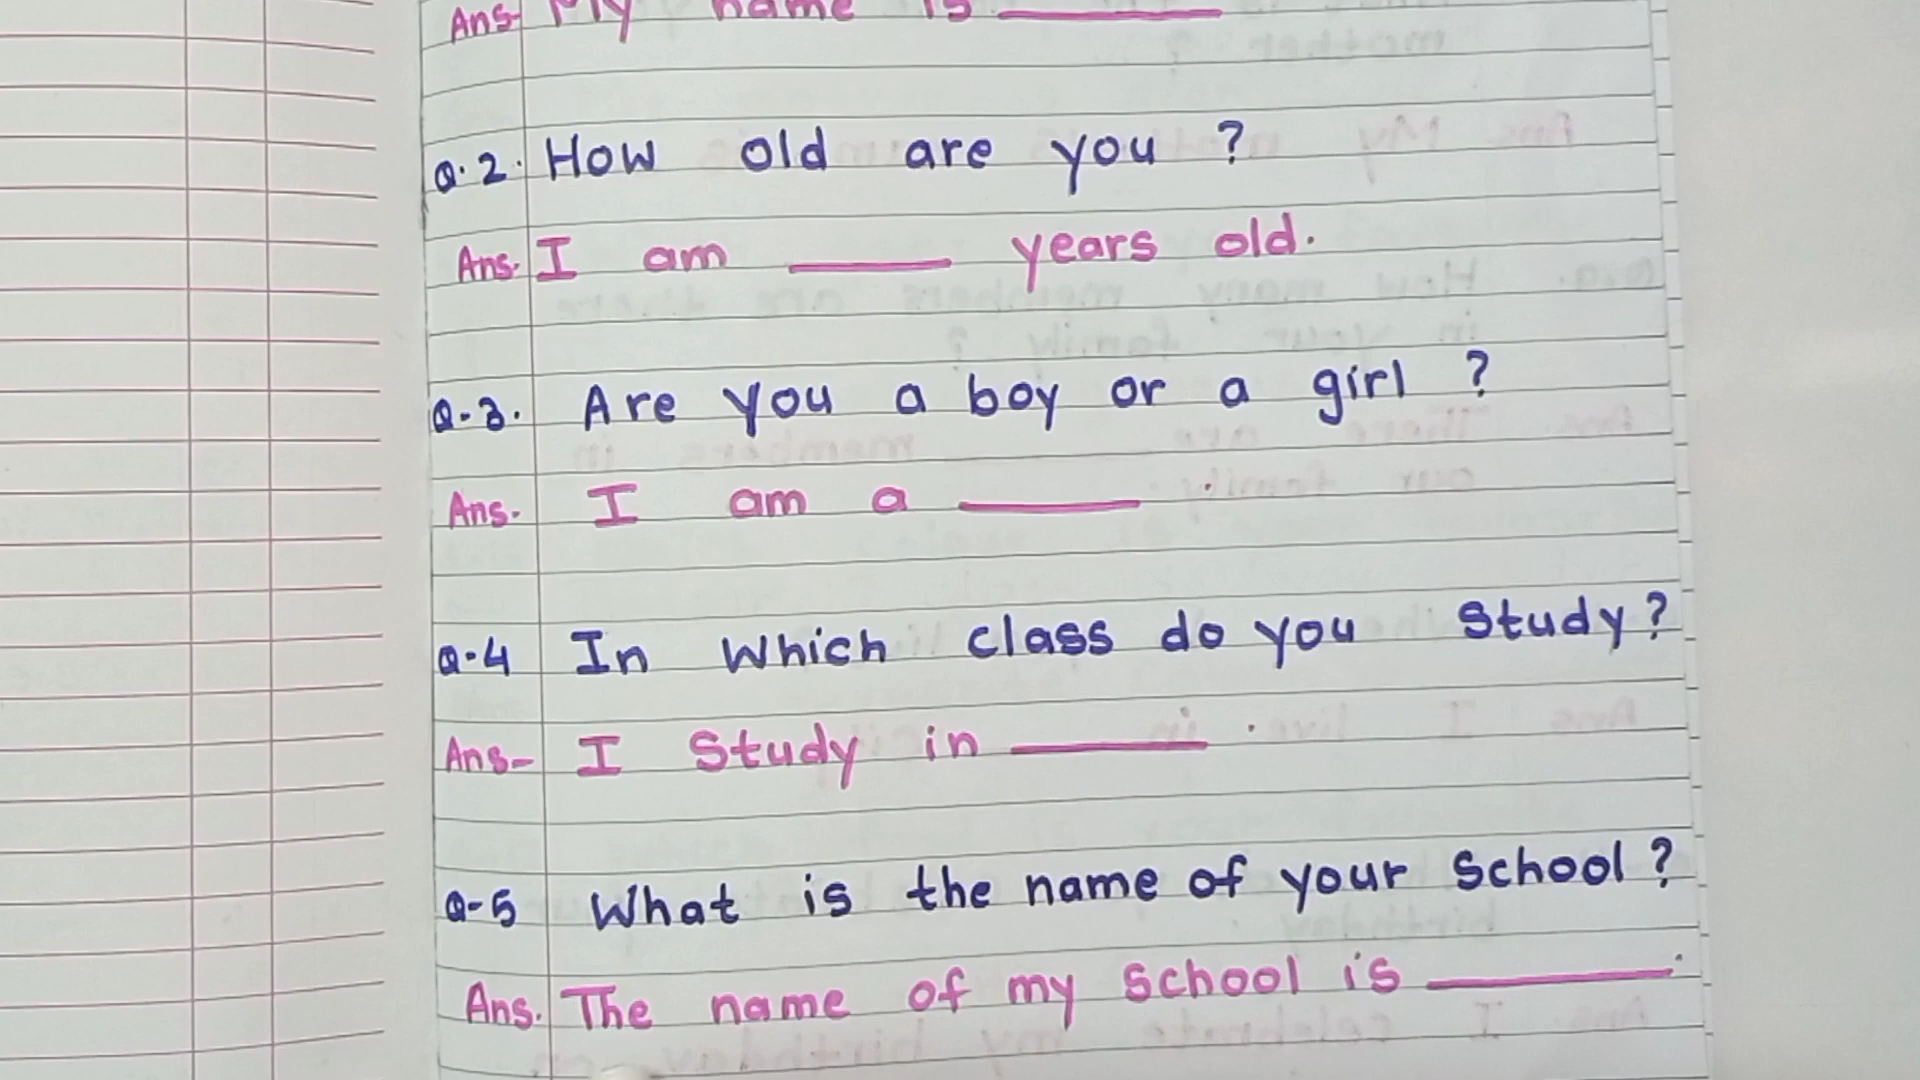 Ans- My name is ______
Q.2. How old are you ?
Ans. I am ______ years old.
Q-3. Are you a boy or a girl ?
Ans. I am a ______ .
Q-4 In which class do you study?
Ans- I study in ______ .
Q-5 What is the name of your school?
Ans. The name of my school is ______.